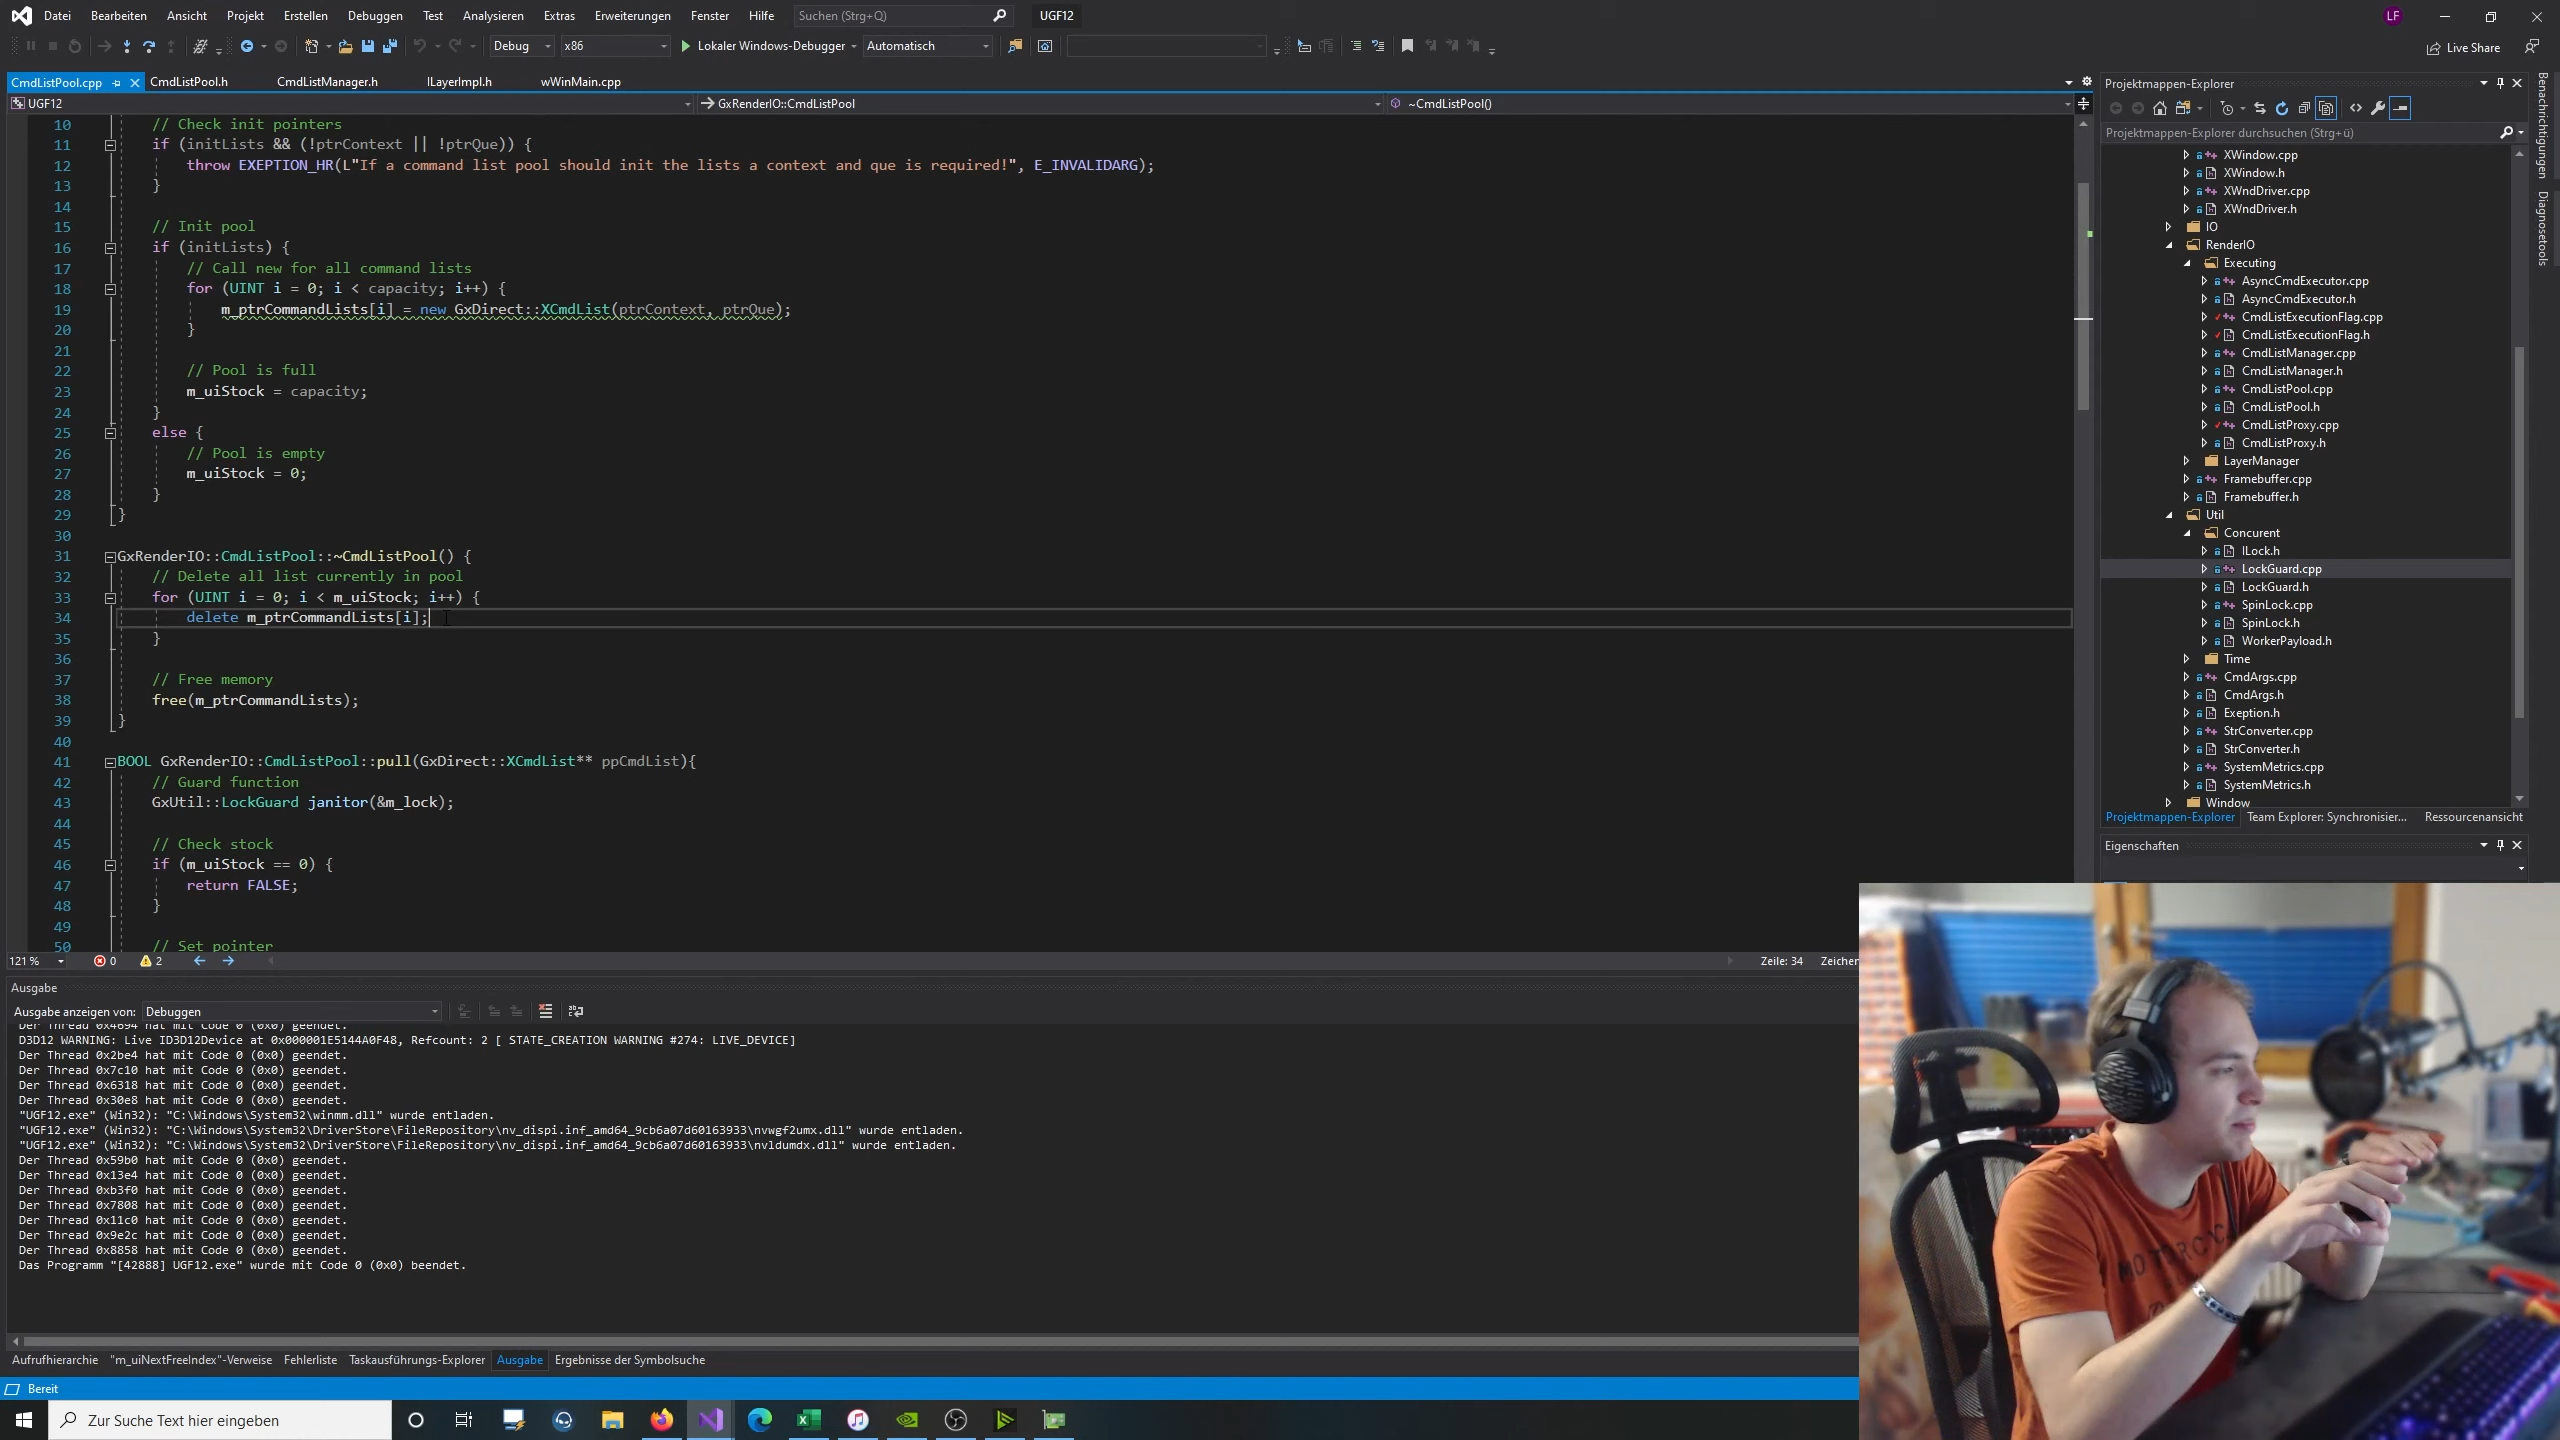 Datei Bearbeiten Ansicht Projekt Erstellen Debuggen Test Analysieren Extras Erweiterungen Fenster Hilfe Suchen (Strg+Q) UGF12 LF
Debug x86 Lokaler Windows-Debugger Automatisch Live Share
CmdListPool.cpp CmdListPool.h CmdListManager.h ILayerImpl.h wWinMain.cpp
UGF12 GxRenderIO::CmdListPool ~CmdListPool()
10 // Check init pointers
11 if (initLists && (!ptrContext || !ptrQue)) {
12 throw EXEPTION_HR(L"If a command list pool should init the lists a context and que is required!", E_INVALIDARG);
13 }
14
15 // Init pool
16 if (initLists) {
17 // Call new for all command lists
18 for (UINT i = 0; i < capacity; i++) {
19 m_ptrCommandLists[i] = new GxDirect::XCmdList(ptrContext, ptrQue);
20 }
21
22 // Pool is full
23 m_uiStock = capacity;
24 }
25 else {
26 // Pool is empty
27 m_uiStock = 0;
28 }
29 }
30
31 GxRenderIO::CmdListPool::~CmdListPool() {
32 // Delete all list currently in pool
33 for (UINT i = 0; i < m_uiStock; i++) {
34 delete m_ptrCommandLists[i];
35 }
36
37 // Free memory
38 free(m_ptrCommandLists);
39 }
40
41 BOOL GxRenderIO::CmdListPool::pull(GxDirect::XCmdList** ppCmdList){
42 // Guard function
43 GxUtil::LockGuard janitor(&m_lock);
44
45 // Check stock
46 if (m_uiStock == 0) {
47 return FALSE;
48 }
49
50 // Set pointer
121 % 0 2 Zeile: 34 Zeichen
Ausgabe
Ausgabe anzeigen von: Debuggen
Der Thread 0x4694 hat mit Code 0 (0x0) geendet.
D3D12 WARNING: Live ID3D12Device at 0x000001E5144A0F48, Refcount: 2 [ STATE_CREATION WARNING #274: LIVE_DEVICE]
Der Thread 0x2be4 hat mit Code 0 (0x0) geendet.
Der Thread 0x7c10 hat mit Code 0 (0x0) geendet.
Der Thread 0x6318 hat mit Code 0 (0x0) geendet.
Der Thread 0x30e8 hat mit Code 0 (0x0) geendet.
"UGF12.exe" (Win32): "C:\Windows\System32\winmm.dll" wurde entladen.
"UGF12.exe" (Win32): "C:\Windows\System32\DriverStore\FileRepository\nv_dispi.inf_amd64_9cb6a07d60163933\nvwgf2umx.dll" wurde entladen.
"UGF12.exe" (Win32): "C:\Windows\System32\DriverStore\FileRepository\nv_dispi.inf_amd64_9cb6a07d60163933\nvldumdx.dll" wurde entladen.
Der Thread 0x59b0 hat mit Code 0 (0x0) geendet.
Der Thread 0x13e4 hat mit Code 0 (0x0) geendet.
Der Thread 0xb3f0 hat mit Code 0 (0x0) geendet.
Der Thread 0x7808 hat mit Code 0 (0x0) geendet.
Der Thread 0x11c0 hat mit Code 0 (0x0) geendet.
Der Thread 0x9e2c hat mit Code 0 (0x0) geendet.
Der Thread 0x8858 hat mit Code 0 (0x0) geendet.
Das Programm "[42888] UGF12.exe" wurde mit Code 0 (0x0) beendet.
Aufrufhierarchie "m_uiNextFreeIndex"-Verweise Fehlerliste Taskausführungs-Explorer Ausgabe Ergebnisse der Symbolsuche
Bereit
Zur Suche Text hier eingeben
Projektmappen-Explorer
Projektmappen-Explorer durchsuchen (Strg+ü)
XWindow.cpp
XWindow.h
XWndDriver.cpp
XWndDriver.h
IO
RenderIO
Executing
AsyncCmdExecutor.cpp
AsyncCmdExecutor.h
CmdListExecutionFlag.cpp
CmdListExecutionFlag.h
CmdListManager.cpp
CmdListManager.h
CmdListPool.cpp
CmdListPool.h
CmdListProxy.cpp
CmdListProxy.h
LayerManager
Framebuffer.cpp
Framebuffer.h
Util
Concurent
ILock.h
LockGuard.cpp
LockGuard.h
SpinLock.cpp
SpinLock.h
WorkerPayload.h
Time
CmdArgs.cpp
CmdArgs.h
Exeption.h
StrConverter.cpp
StrConverter.h
SystemMetrics.cpp
SystemMetrics.h
Window
Projektmappen-Explorer Team Explorer: Synchronisier... Ressourcenansicht
Eigenschaften
Benachrichtigungen
Diagnosetools